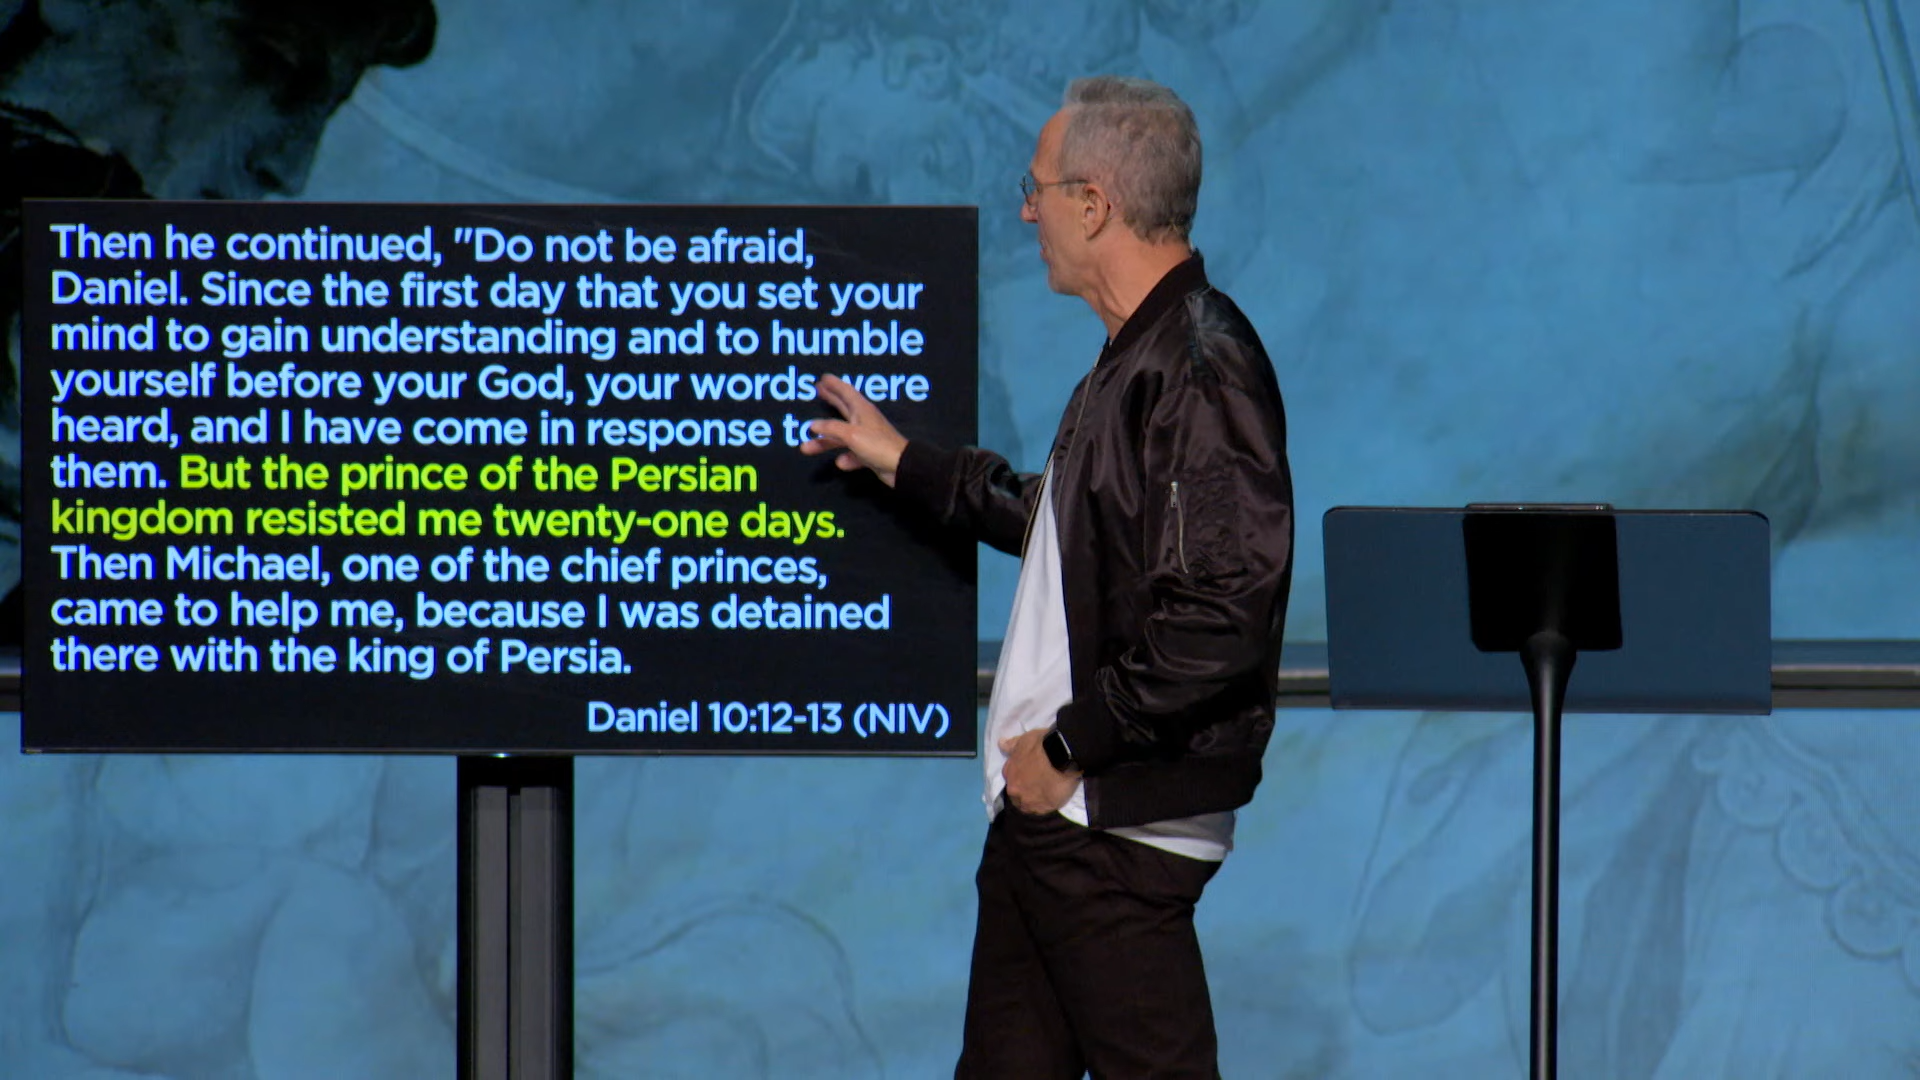 Then he continued, "Do not be afraid,
Daniel. Since the first day that you set your
mind to gain understanding and to humble
yourself before your God, your words were
heard, and I have come in response to
them. But the prince of the Persian
kingdom resisted me twenty-one days.
Then Michael, one of the chief princes,
came to help me, because I was detained
there with the king of Persia.
Daniel 10:12-13 (NIV)